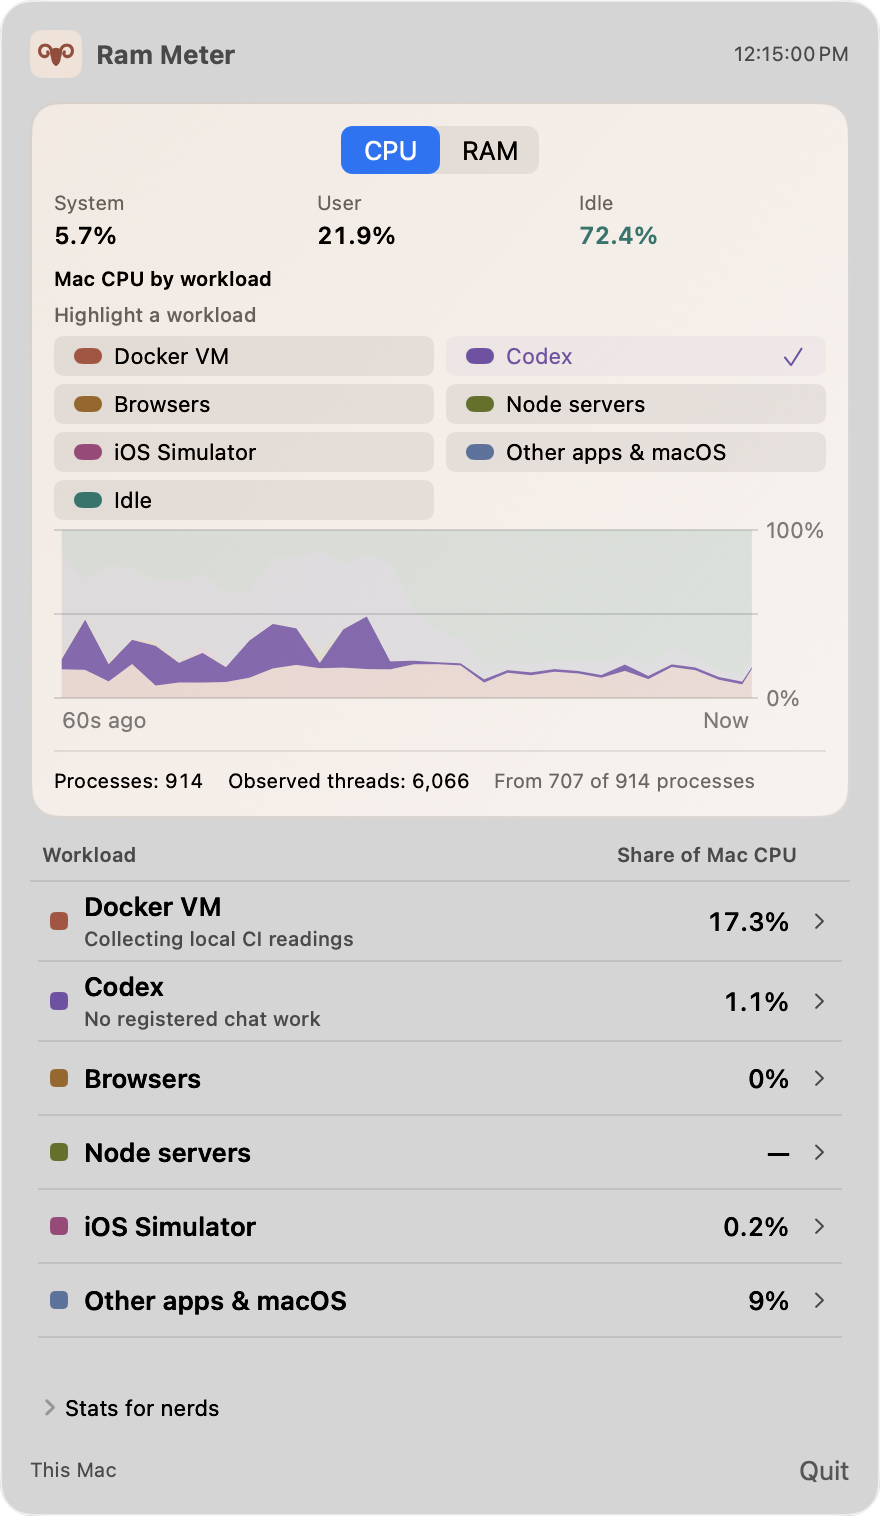 Ram Meter
12:15:00 PM
CPU
RAM
System
User
Idle
5.7%
21.9%
72.4%
Mac CPU by workload
Highlight a workload
Docker VM
Codex
Browsers
Node servers
iOS Simulator
Other apps & macOS
Idle
100%
0%
60s ago
Now
Processes: 914
Observed threads: 6,066
From 707 of 914 processes
Workload
Share of Mac CPU
Docker VM
Collecting local CI readings
17.3%
Codex
No registered chat work
1.1%
Browsers
0%
Node servers
—
iOS Simulator
0.2%
Other apps & macOS
9%
Stats for nerds
This Mac
Quit